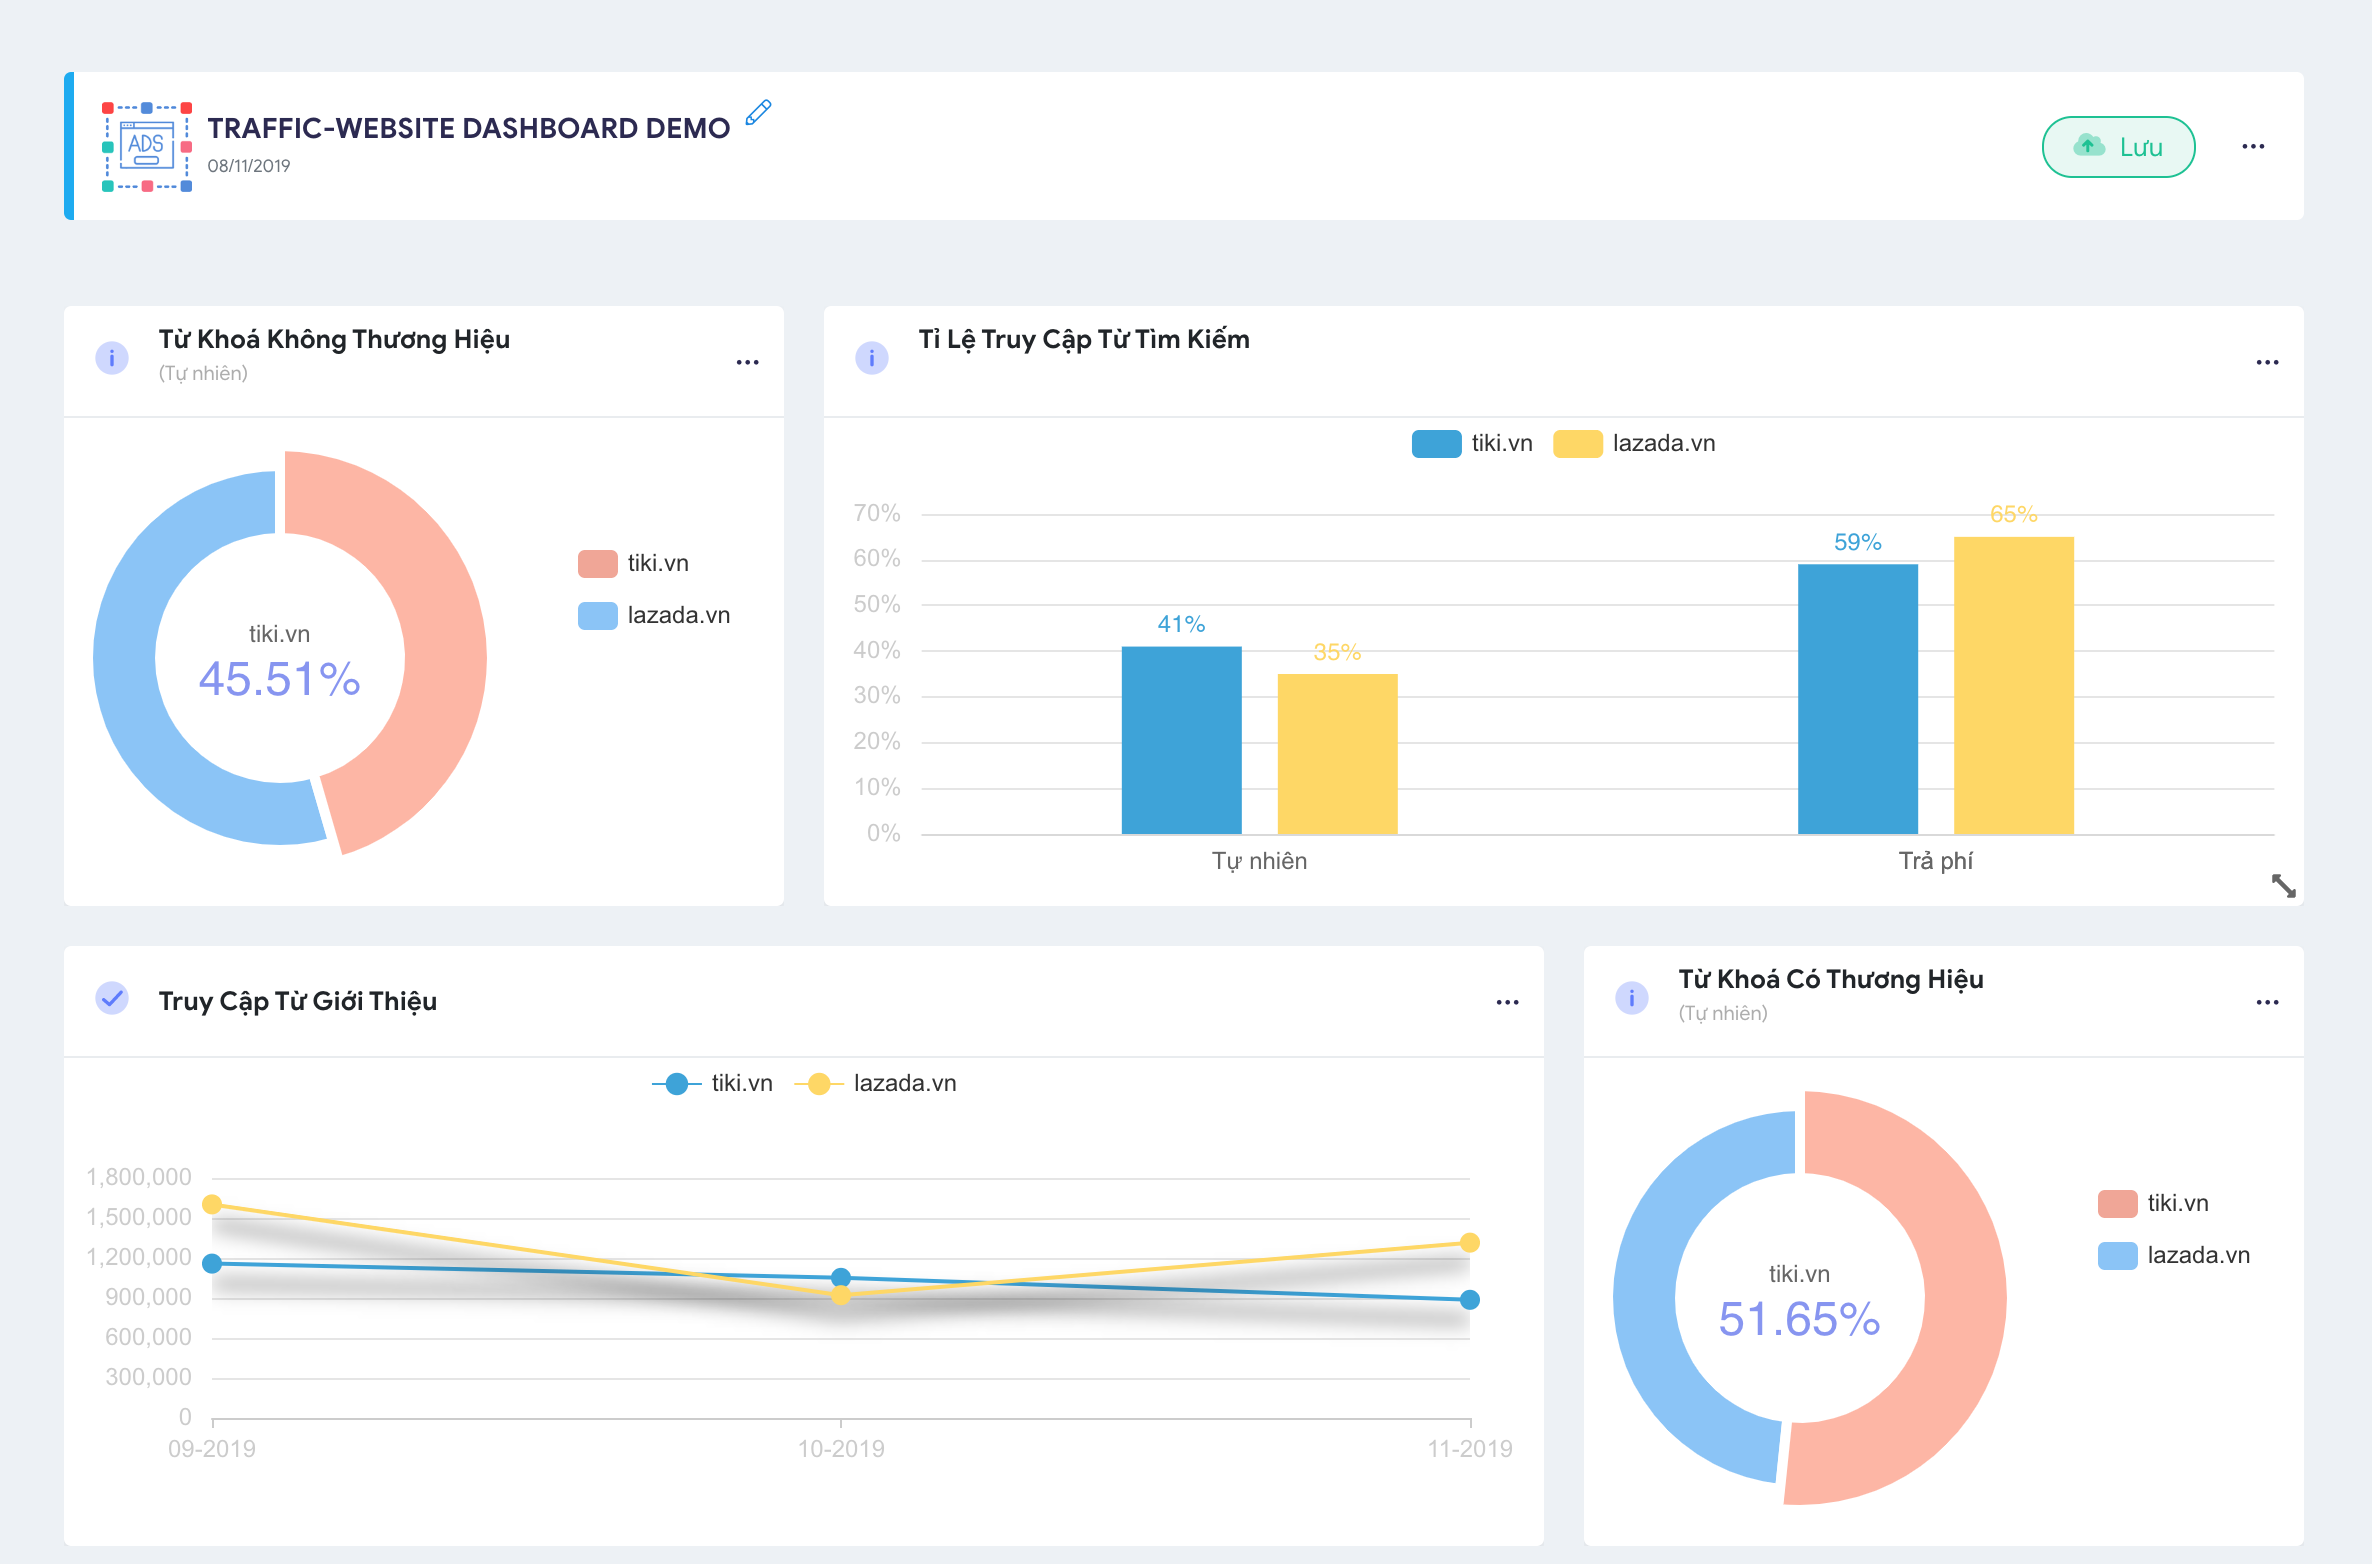 ADS
TRAFFIC-WEBSITE DASHBOARD DEMO
08/11/2019
Lưu
Từ Khoá Không Thương Hiệu
(Tự nhiên)
tiki.vn
lazada.vn
tiki.vn
45.51%
Tỉ Lệ Truy Cập Từ Tìm Kiếm
tiki.vn lazada.vn
70%
60%
50%
40%
30%
20%
10%
0%
41%
35%
59%
65%
Tự nhiên Trả phí
Truy Cập Từ Giới Thiệu
tiki.vn lazada.vn
1,800,000
1,500,000
1,200,000
900,000
600,000
300,000
0
09-2019 10-2019 11-2019
Từ Khoá Có Thương Hiệu
(Tự nhiên)
tiki.vn
lazada.vn
tiki.vn
51.65%